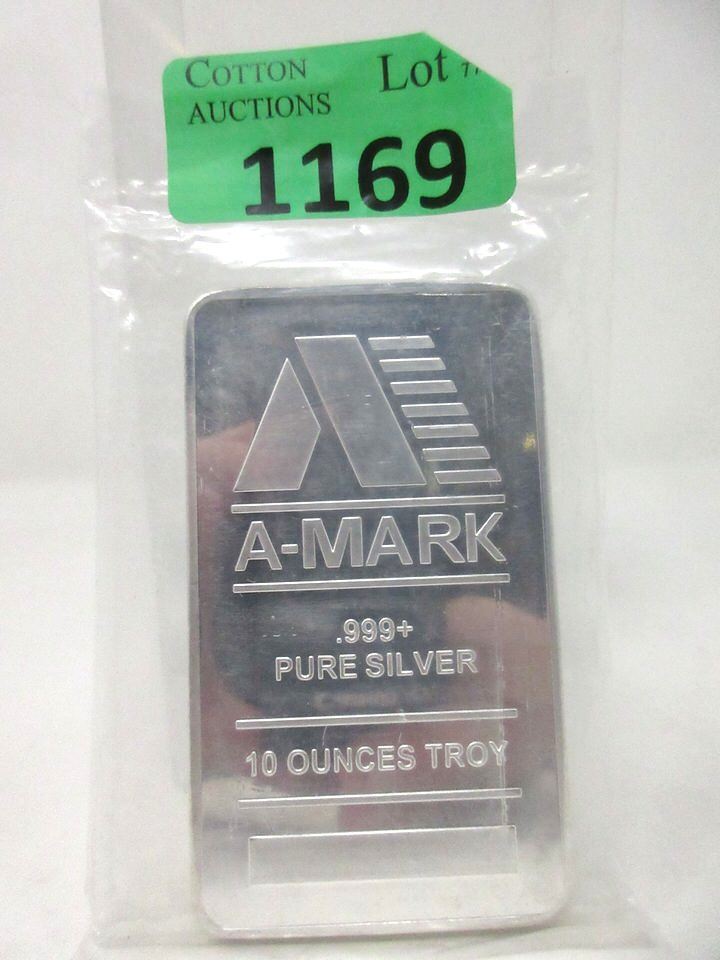 COTTON Lot
AUCTIONS
1169
A-MARK
.999+
PURE SILVER
10 OUNCES TROY